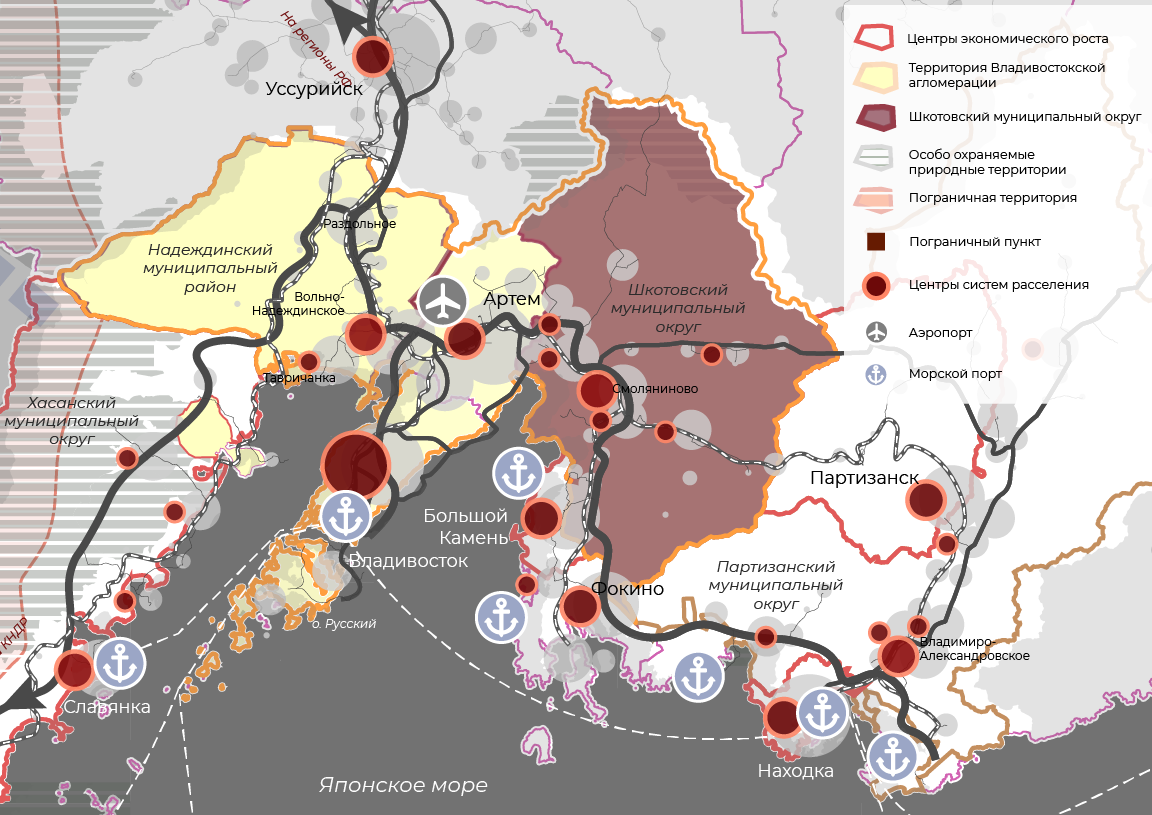 На регионы РФ
Уссурийск
Раздольное
Надеждинский
муниципальный
район
Вольно-
Надеждинское
Артем
Тавричанка
Шкотовский
муниципальный
округ
Смоляниново
Хасанский
муниципальный
округ
Партизанск
Большой
Камень
Владивосток
Фокино
Партизанский
муниципальный
округ
о. Русский
КНДР
Славянка
Владимиро-
Александровское
Находка
Японское море
Центры экономического роста
Территория Владивостокской
агломерации
Шкотовский муниципальный округ
Особо охраняемые
природные территории
Пограничная территория
Пограничный пункт
Центры систем расселения
Аэропорт
Морской порт